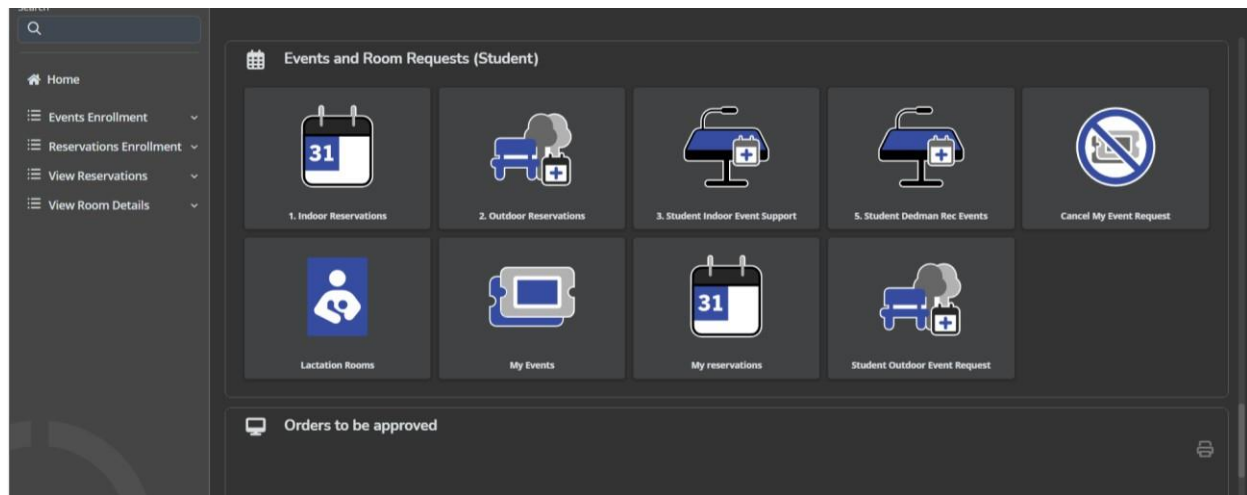 Search
Home
Events Enrollment
Reservations Enrollment
View Reservations
View Room Details
Events and Room Requests (Student)
31
1. Indoor Reservations
2. Outdoor Reservations
3. Student Indoor Event Support
5. Student Dedman Rec Events
Cancel My Event Request
Lactation Rooms
My Events
31
My reservations
Student Outdoor Event Request
Orders to be approved